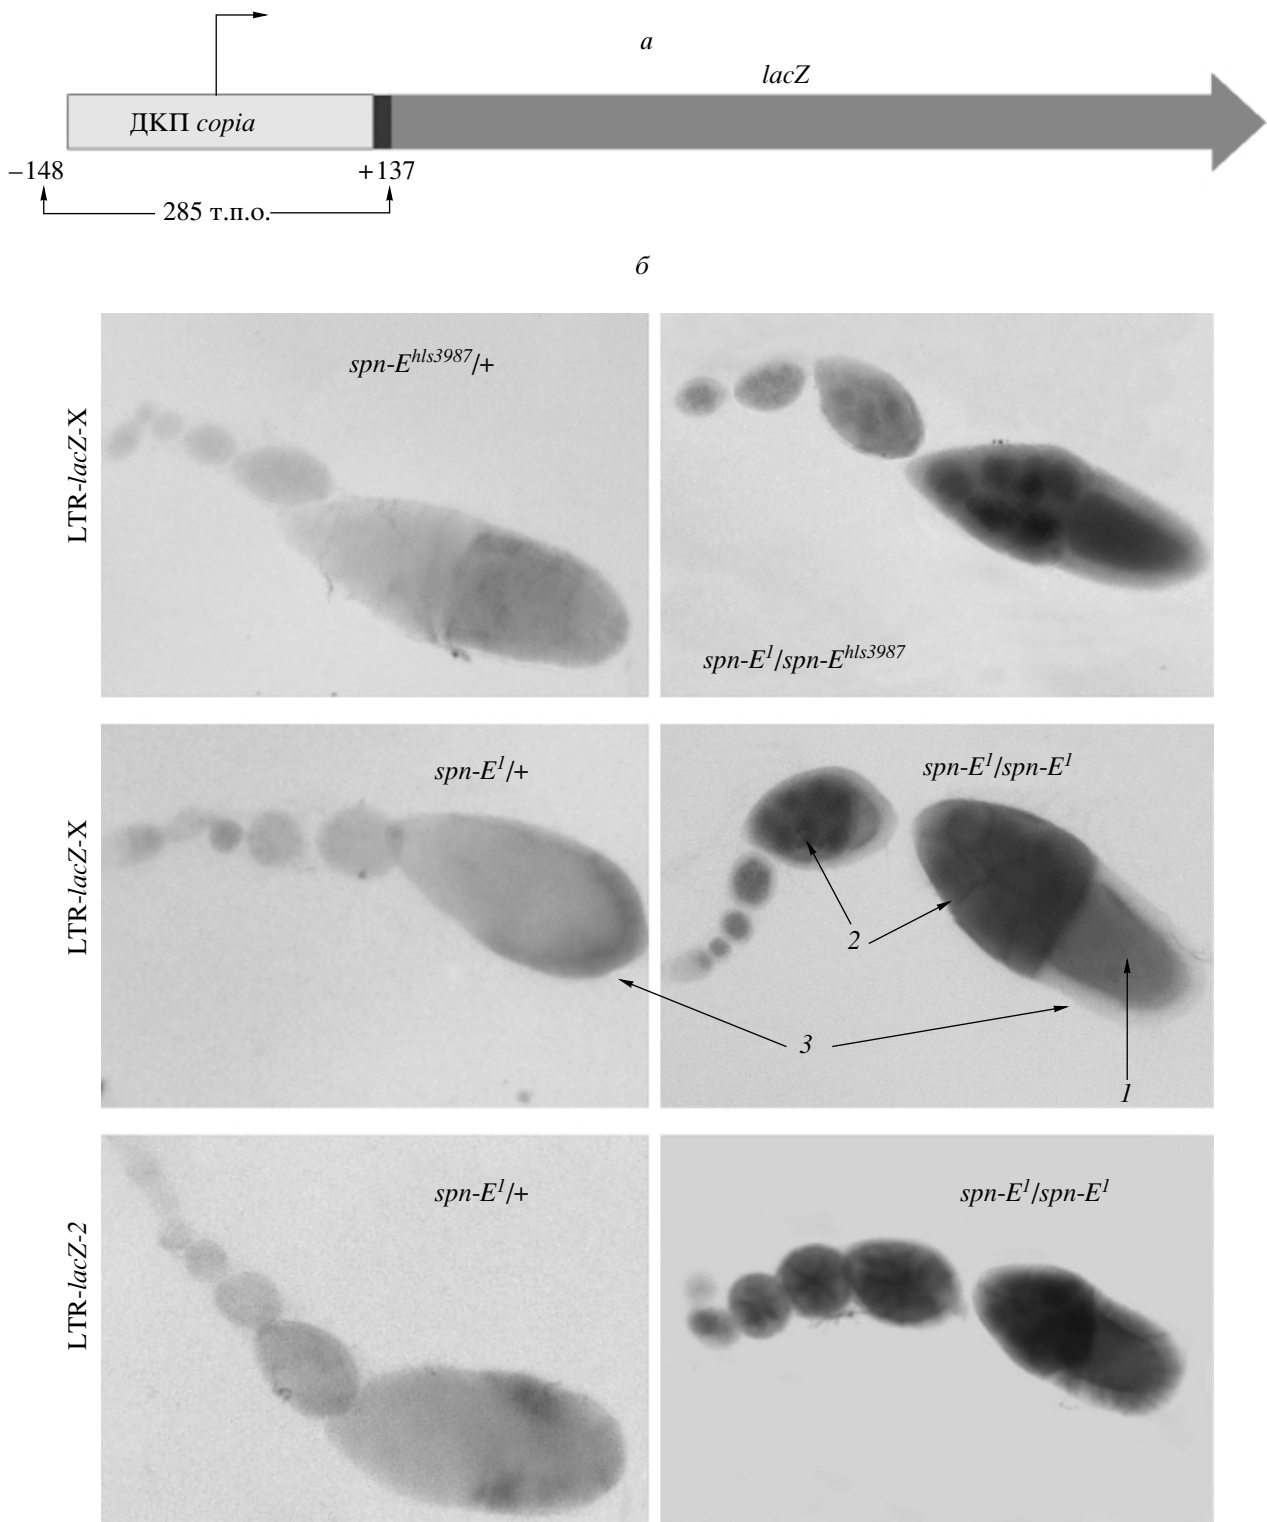 а
lacZ
ДКП copia
–148
+137
285 т.п.о.
б
LTR-lacZ-X
spn-E^hls3987/+
spn-E^1/spn-E^hls3987
LTR-lacZ-X
spn-E^1/+
spn-E^1/spn-E^1
2
3
1
LTR-lacZ-2
spn-E^1/+
spn-E^1/spn-E^1